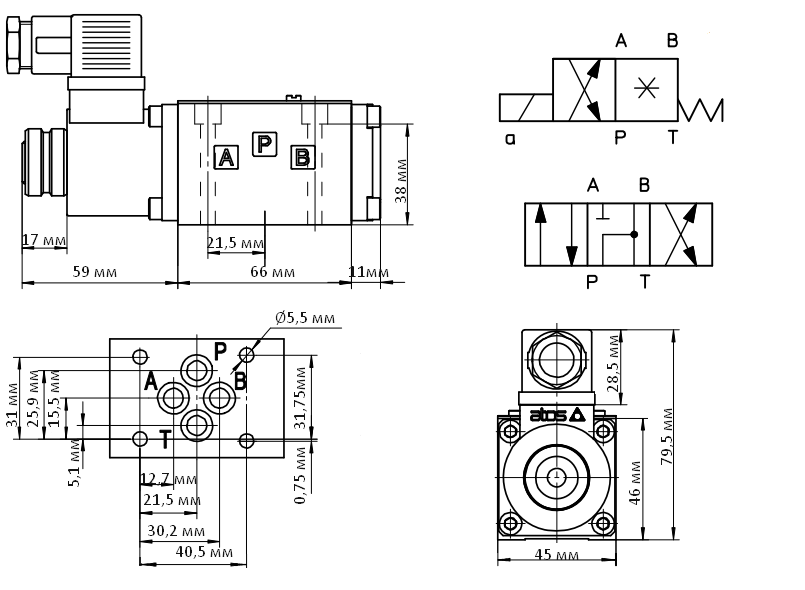 A B
a P T
A P B
38 мм
17 мм
21,5 мм
59 мм
66 мм
11мм
A B
P T
Ø5,5 мм
P
A B
T
31 мм
25,9 мм
15,5 мм
5,1 мм
31,75мм
0,75 мм
12,7 мм
21,5 мм
30,2 мм
40,5 мм
28,5 мм
79,5 мм
atos
46 мм
45 мм